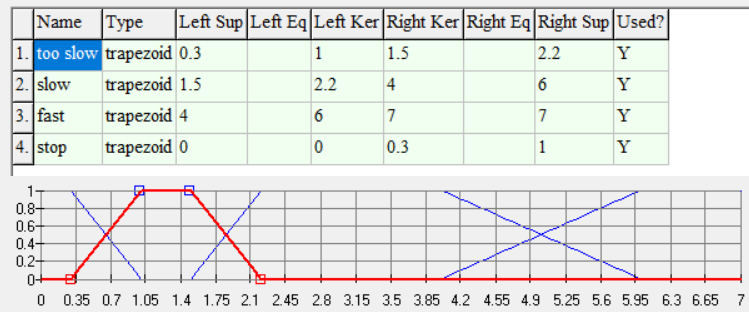 Name Type Left Sup Left Eq Left Ker Right Ker Right Eq Right Sup Used?
1. too slow trapezoid 0.3 1 1.5 2.2 Y
2. slow trapezoid 1.5 2.2 4 6 Y
3. fast trapezoid 4 6 7 7 Y
4. stop trapezoid 0 0 0.3 1 Y
1
0.8
0.6
0.4
0.2
0
0 0.35 0.7 1.05 1.4 1.75 2.1 2.45 2.8 3.15 3.5 3.85 4.2 4.55 4.9 5.25 5.6 5.95 6.3 6.65 7